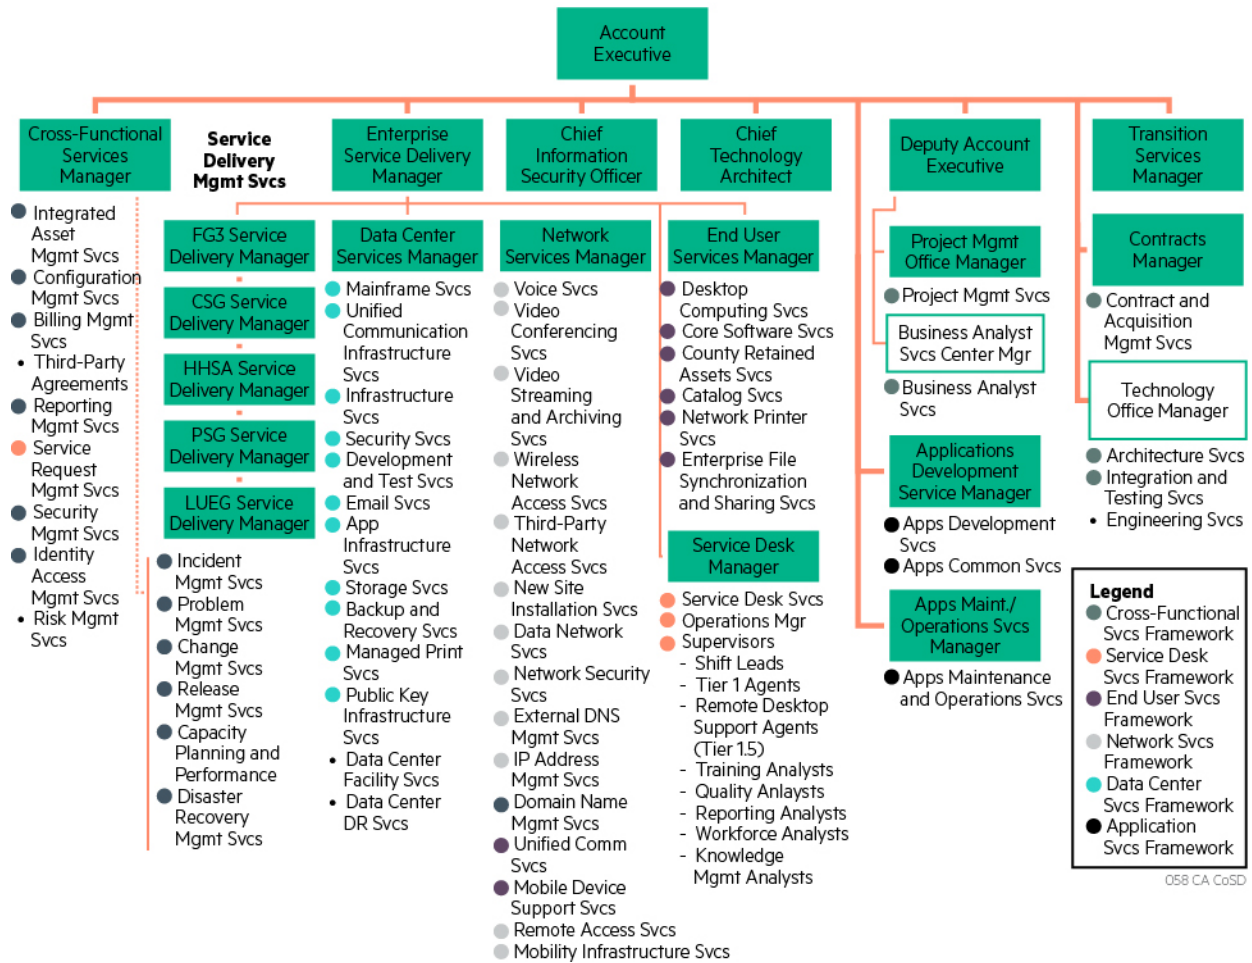 Account
Executive
Cross-Functional
Services
Manager
Integrated
Asset
Mgmt Svcs
Configuration
Mgmt Svcs
Billing Mgmt
Svcs
• Third-Party
Agreements
Reporting
Mgmt Svcs
Service
Request
Mgmt Svcs
Security
Mgmt Svcs
Identity
Access
Mgmt Svcs
• Risk Mgmt
Svcs
Service
Delivery
Mgmt Svcs
FG3 Service
Delivery Manager
CSG Service
Delivery Manager
HHSA Service
Delivery Manager
PSG Service
Delivery Manager
LUEG Service
Delivery Manager
Incident
Mgmt Svcs
Problem
Mgmt Svcs
Change
Mgmt Svcs
Release
Mgmt Svcs
Capacity
Planning and
Performance
Disaster
Recovery
Mgmt Svcs
Enterprise
Service Delivery
Manager
Data Center
Services Manager
Mainframe Svcs
Unified
Communication
Infrastructure
Svcs
Infrastructure
Svcs
Security Svcs
Development
and Test Svcs
Email Svcs
App
Infrastructure
Svcs
Storage Svcs
Backup and
Recovery Svcs
Managed Print
Svcs
Public Key
Infrastructure
Svcs
• Data Center
Facility Svcs
• Data Center
DR Svcs
Chief
Information
Security Officer
Network
Services Manager
Voice Svcs
Video
Conferencing
Svcs
Video
Streaming
and Archiving
Svcs
Wireless
Network
Access Svcs
Third-Party
Network
Access Svcs
New Site
Installation Svcs
Data Network
Svcs
Network Security
Svcs
External DNS
Mgmt Svcs
IP Address
Mgmt Svcs
Domain Name
Mgmt Svcs
Unified Comm
Svcs
Mobile Device
Support Svcs
Remote Access Svcs
Mobility Infrastructure Svcs
Chief
Technology
Architect
End User
Services Manager
Desktop
Computing Svcs
Core Software Svcs
County Retained
Assets Svcs
Catalog Svcs
Network Printer
Svcs
Enterprise File
Synchronization
and Sharing Svcs
Service Desk
Manager
Service Desk Svcs
Operations Mgr
Supervisors
- Shift Leads
- Tier 1 Agents
- Remote Desktop
Support Agents
(Tier 1.5)
- Training Analysts
- Quality Anlaysts
- Reporting Analysts
- Workforce Analysts
- Knowledge
Mgmt Analysts
Deputy Account
Executive
Project Mgmt
Office Manager
Project Mgmt Svcs
Business Analyst
Svcs Center Mgr
Business Analyst
Svcs
Applications
Development
Service Manager
Apps Development
Svcs
Apps Common Svcs
Apps Maint./
Operations Svcs
Manager
Apps Maintenance
and Operations Svcs
Transition
Services
Manager
Contracts
Manager
Contract and
Acquisition
Mgmt Svcs
Technology
Office Manager
Architecture Svcs
Integration and
Testing Svcs
• Engineering Svcs
Legend
Cross-Functional
Svcs Framework
Service Desk
Svcs Framework
End User Svcs
Framework
Network Svcs
Framework
Data Center
Svcs Framework
Application
Svcs Framework
058 CA CoSD